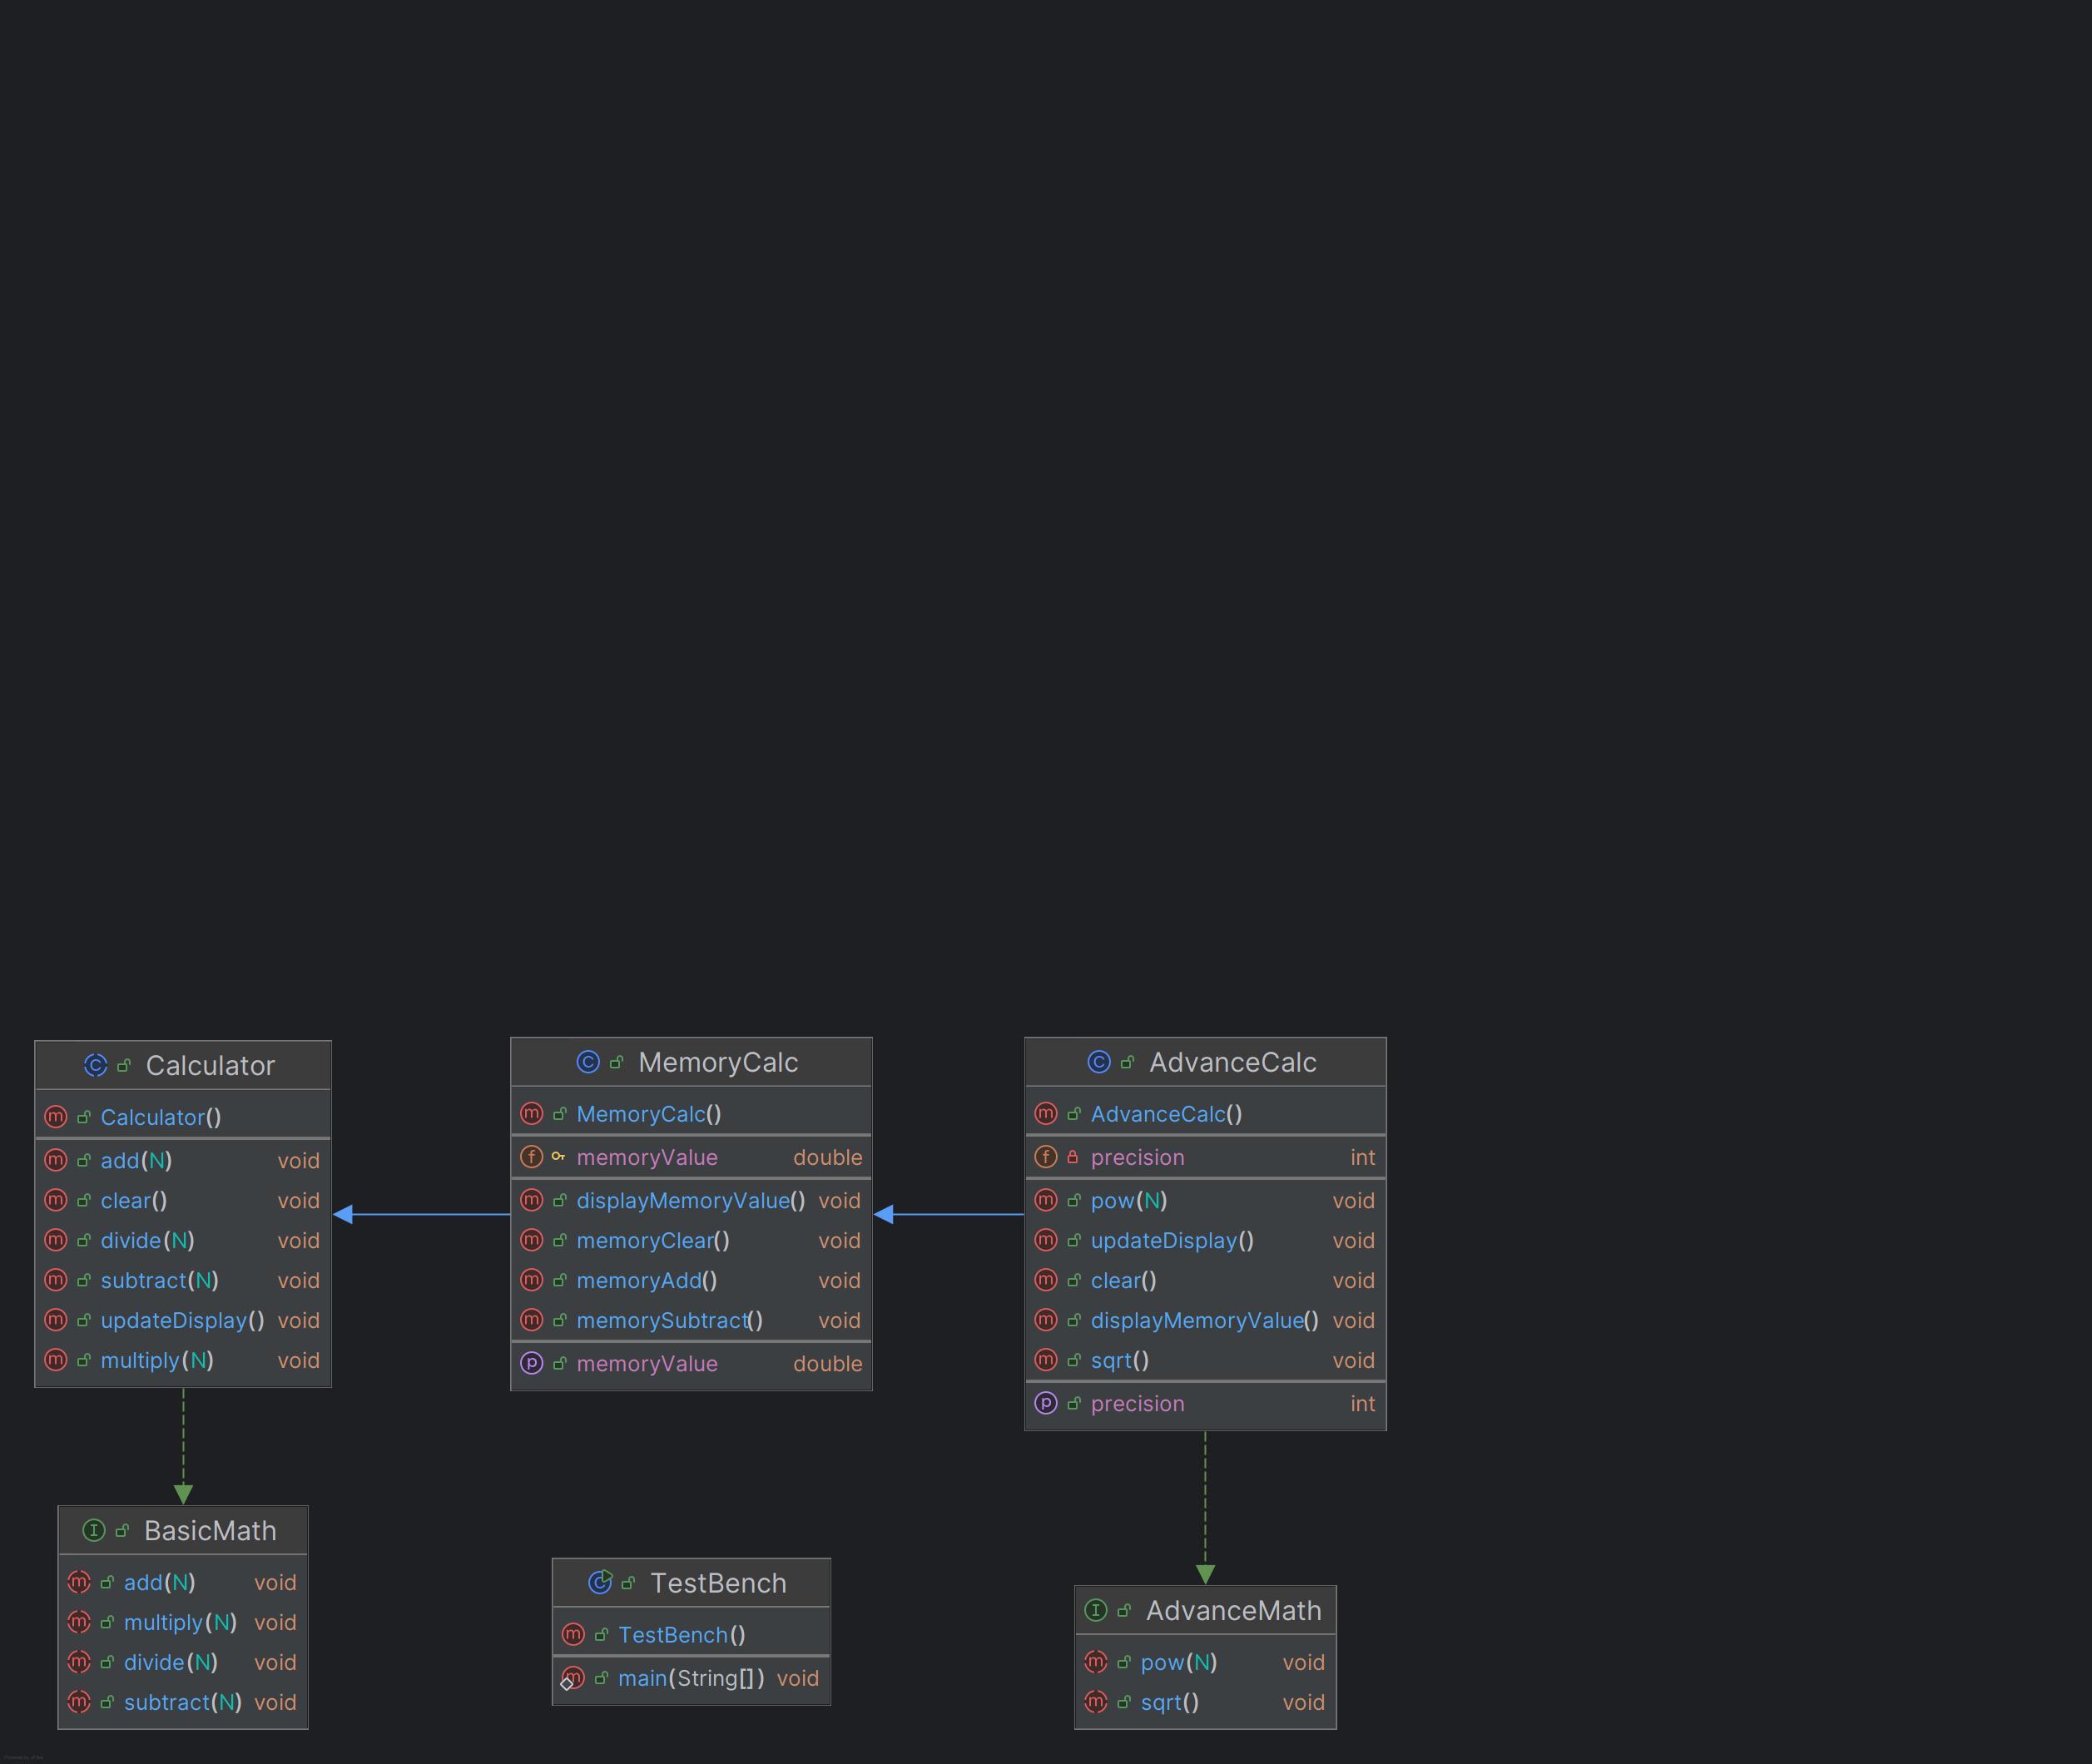 Calculator
Calculator()
add(N) void
clear() void
divide(N) void
subtract(N) void
updateDisplay() void
multiply(N) void
MemoryCalc
MemoryCalc()
memoryValue double
displayMemoryValue() void
memoryClear() void
memoryAdd() void
memorySubtract() void
memoryValue double
AdvanceCalc
AdvanceCalc()
precision int
pow(N) void
updateDisplay() void
clear() void
displayMemoryValue() void
sqrt() void
precision int
BasicMath
add(N) void
multiply(N) void
divide(N) void
subtract(N) void
TestBench
TestBench()
main(String[]) void
AdvanceMath
pow(N) void
sqrt() void